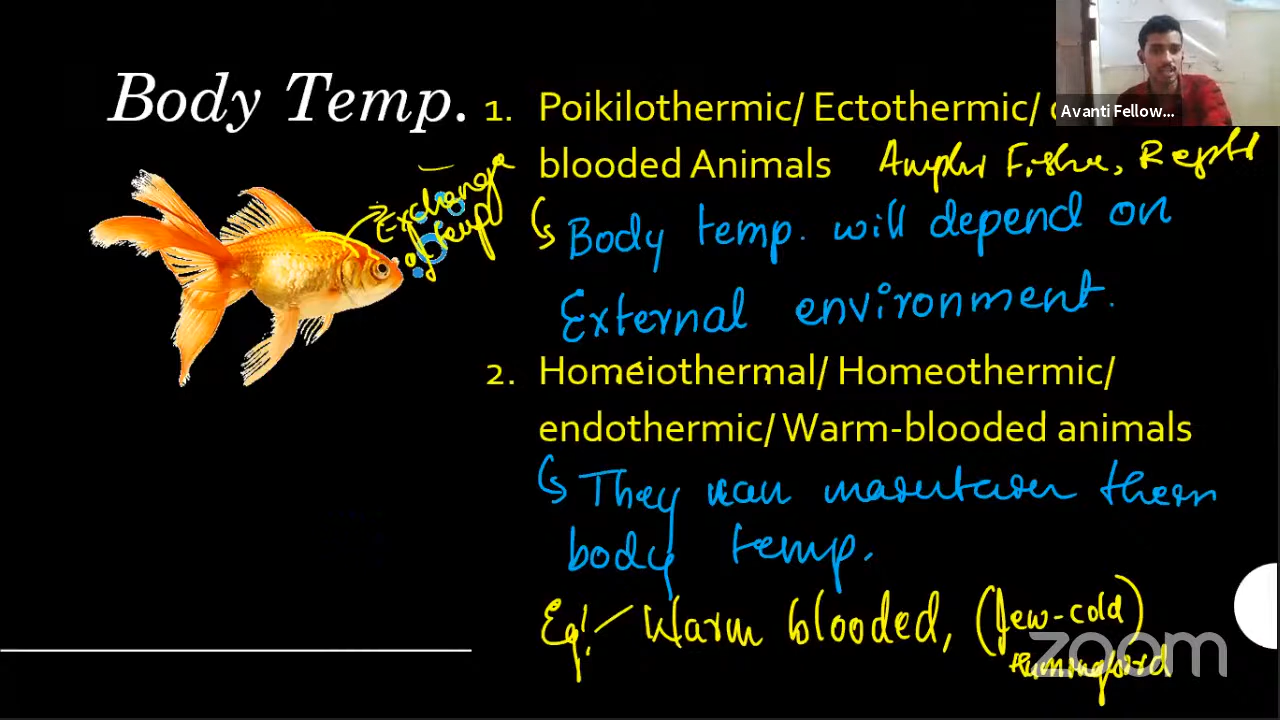 Body Temp.
1. Poikilothermic/ Ectothermic/ c
Avanti Fellow...
blooded Animals Fishe, Rept
Exchange
of temp
Body temp. will depend on
External environment.
2. Homeiothermal/ Homeothermic/
endothermic/ Warm-blooded animals
They can maintain their
body temp.
Eg:- Warm blooded, (few-cold)
zoom